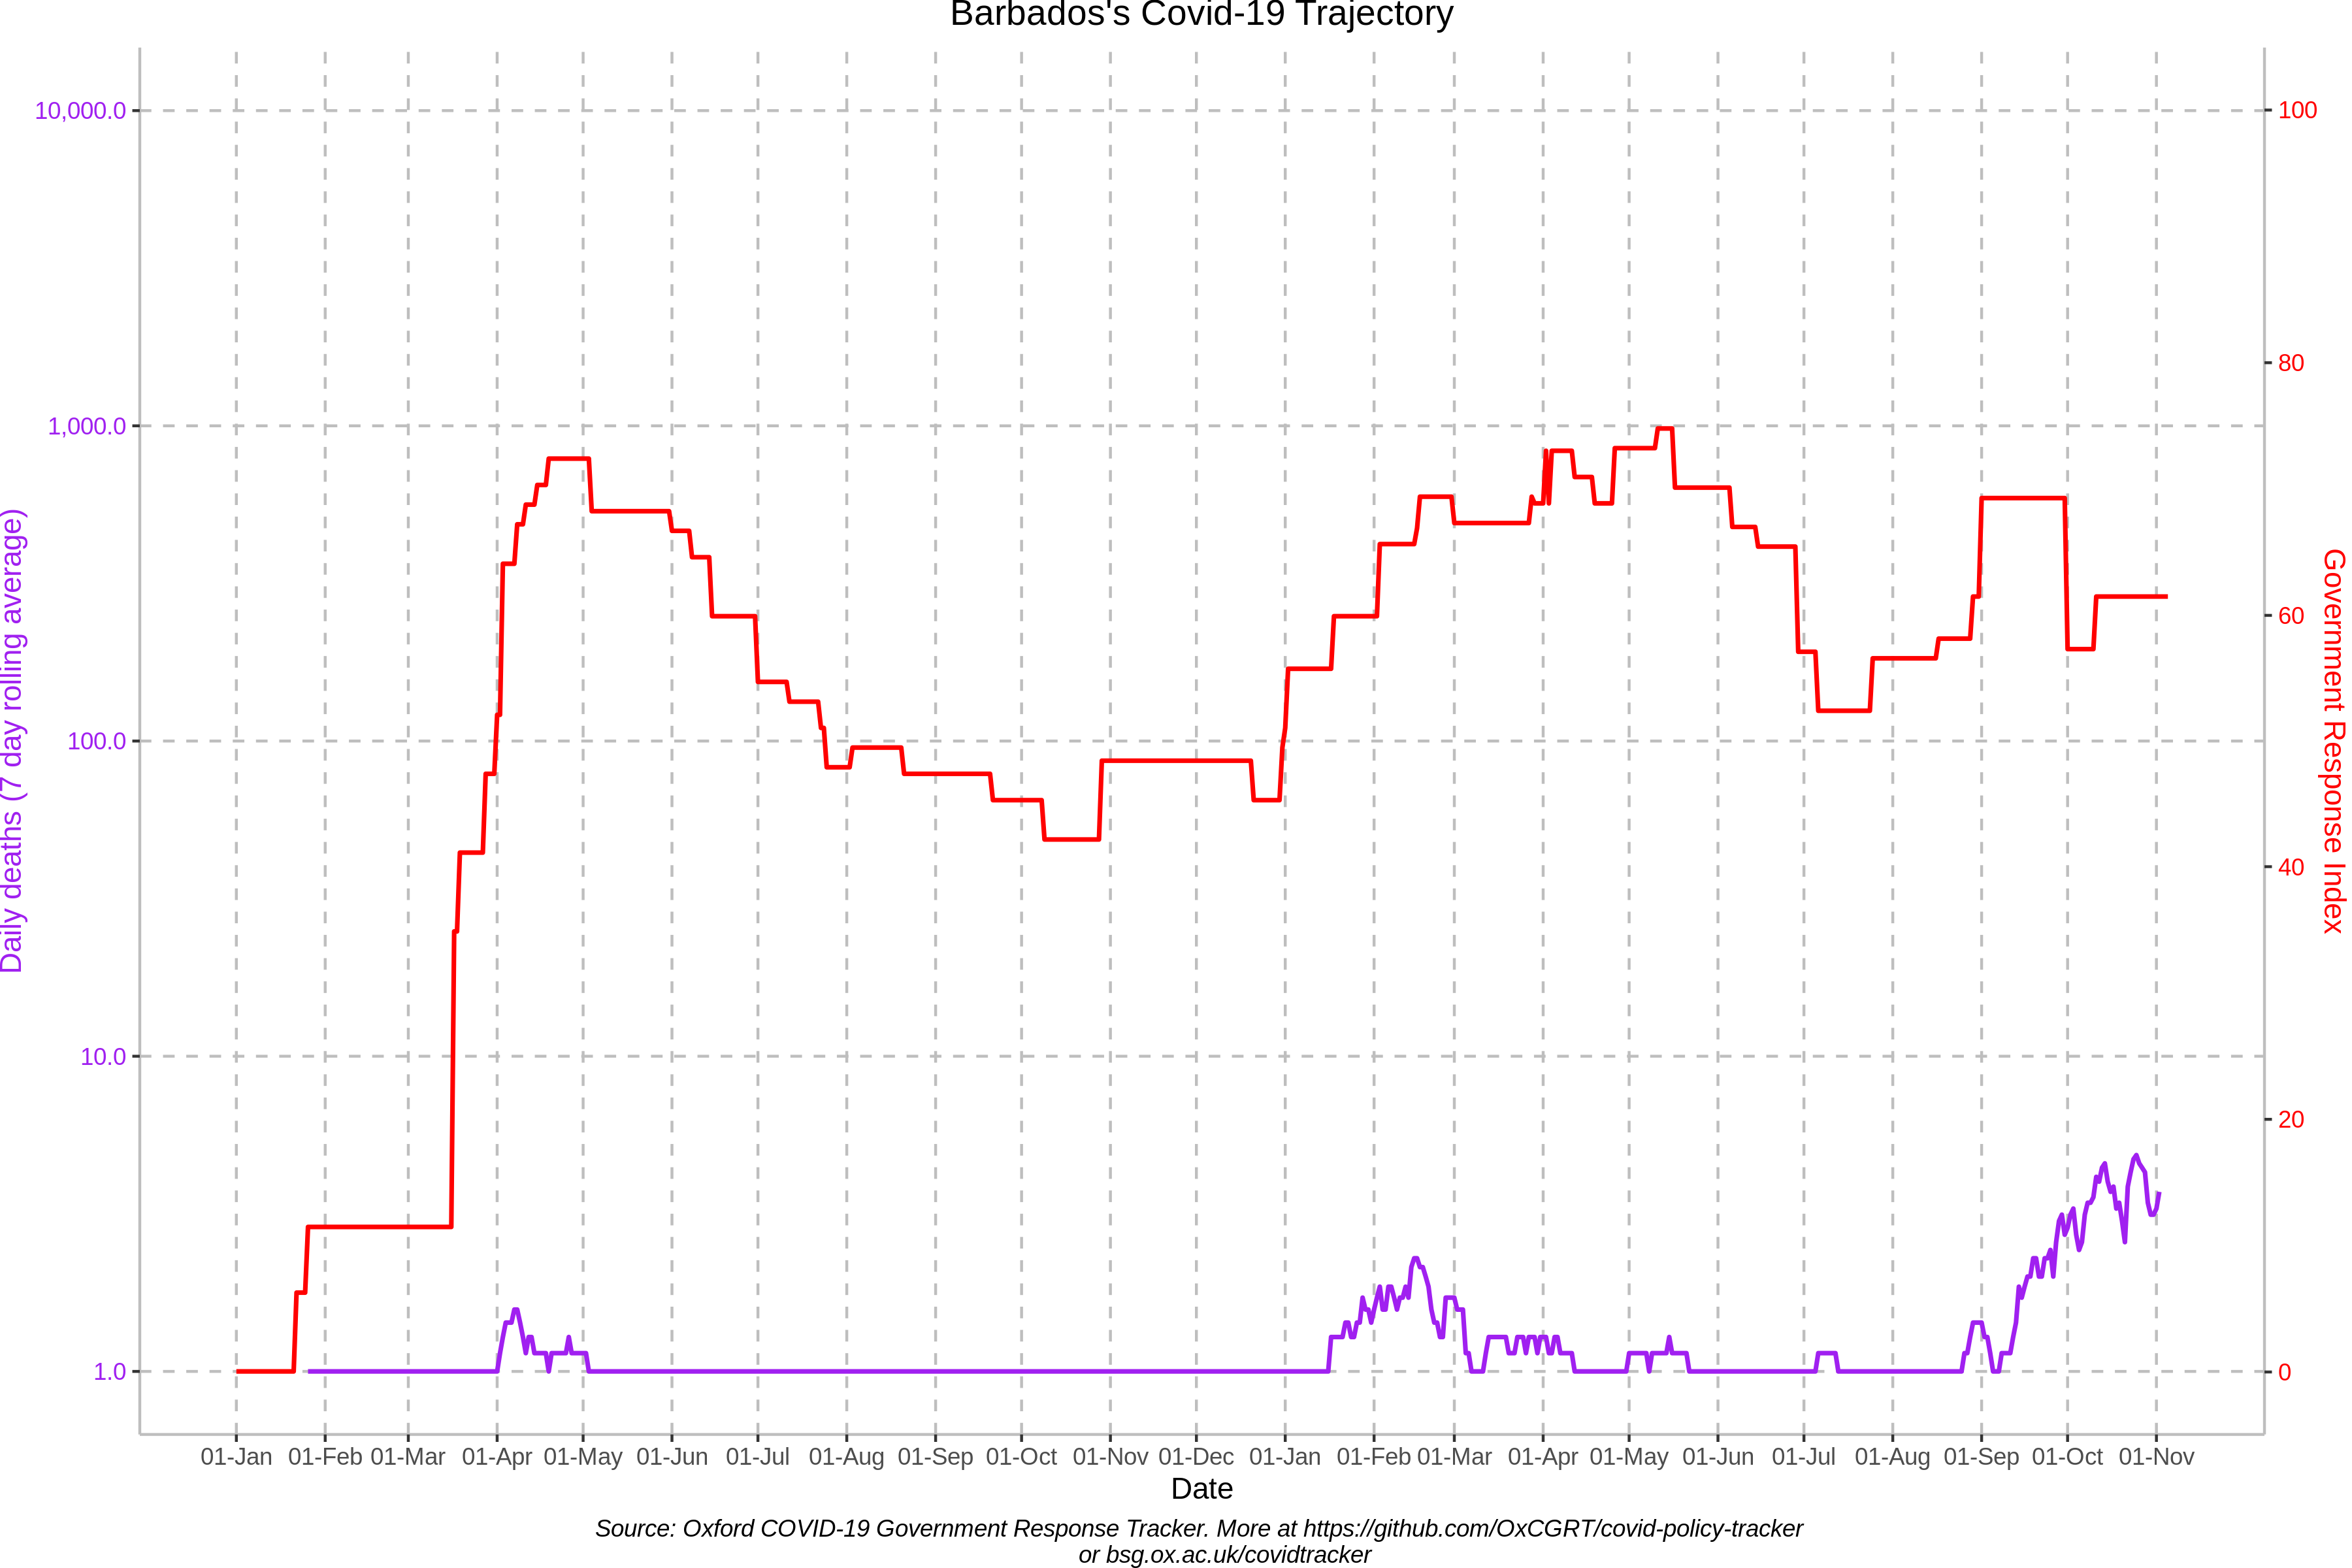 Barbados's Covid-19 Trajectory
Daily deaths (7 day rolling average)
10,000.0
1,000.0
100.0
10.0
1.0
100
80
60
40
20
0
Government Response Index
01-Jan 01-Feb 01-Mar 01-Apr 01-May 01-Jun 01-Jul 01-Aug 01-Sep 01-Oct 01-Nov 01-Dec 01-Jan 01-Feb 01-Mar 01-Apr 01-May 01-Jun 01-Jul 01-Aug 01-Sep 01-Oct 01-Nov
Date
Source: Oxford COVID-19 Government Response Tracker. More at https://github.com/OxCGRT/covid-policy-tracker
or bsg.ox.ac.uk/covidtracker